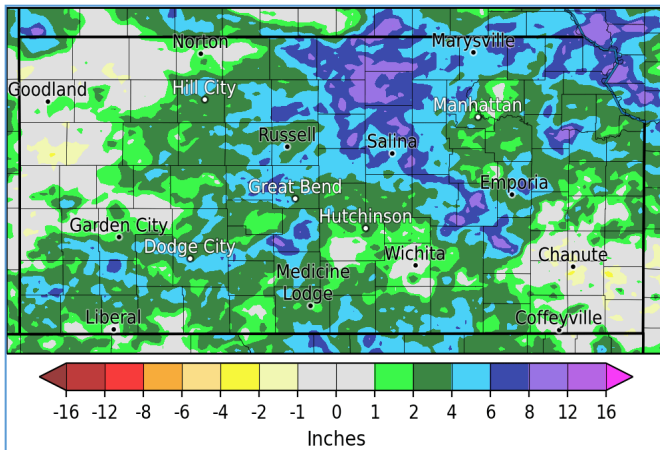 Norton
Marysville
Goodland
Hill City
Manhattan
Russell
Salina
Great Bend
Emporia
Garden City
Hutchinson
Dodge City
Wichita
Chanute
Medicine
Lodge
Liberal
Coffeyville
-16 -12 -8 -6 -4 -2 -1 0 1 2 4 6 8 12 16
Inches